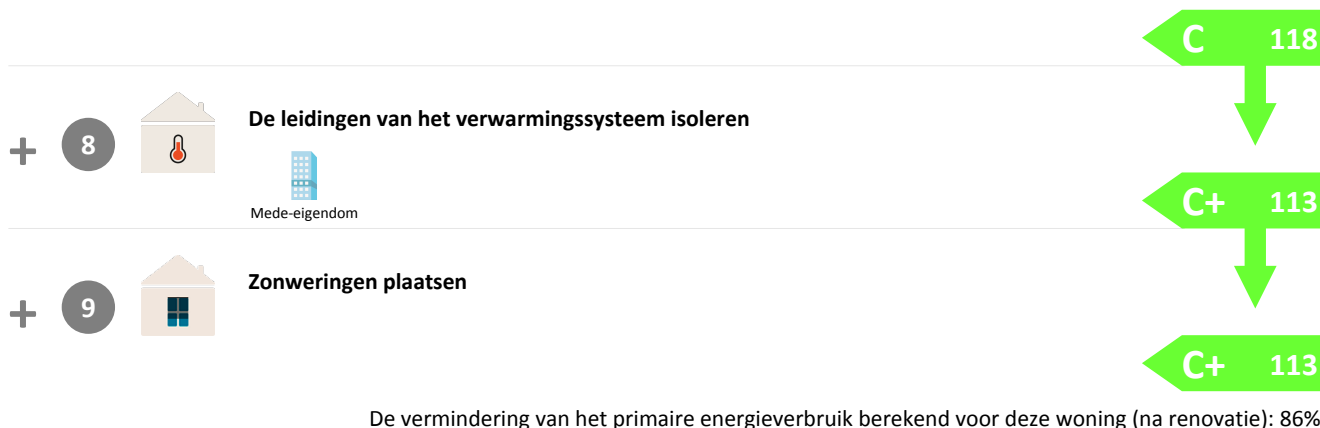 C 118
+ 8 De leidingen van het verwarmingssysteem isoleren
Mede-eigendom
C+ 113
+ 9 Zonweringen plaatsen
C+ 113
De vermindering van het primaire energieverbruik berekend voor deze woning (na renovatie): 86%